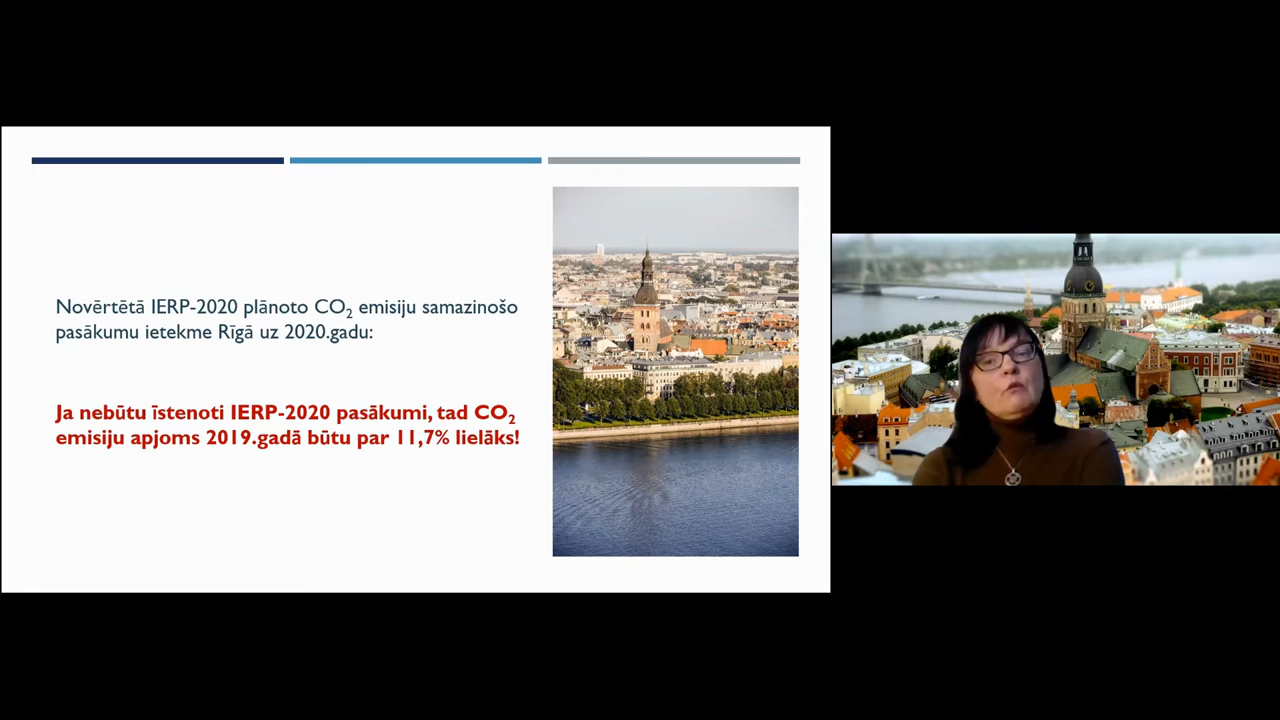 Novērtētā IERP-2020 plānoto CO₂ emisiju samazinošo
pasākumu ietekme Rīgā uz 2020.gadu:
Ja nebūtu īstenoti IERP-2020 pasākumi, tad CO₂
emisiju apjoms 2019.gadā būtu par 11,7% lielāks!